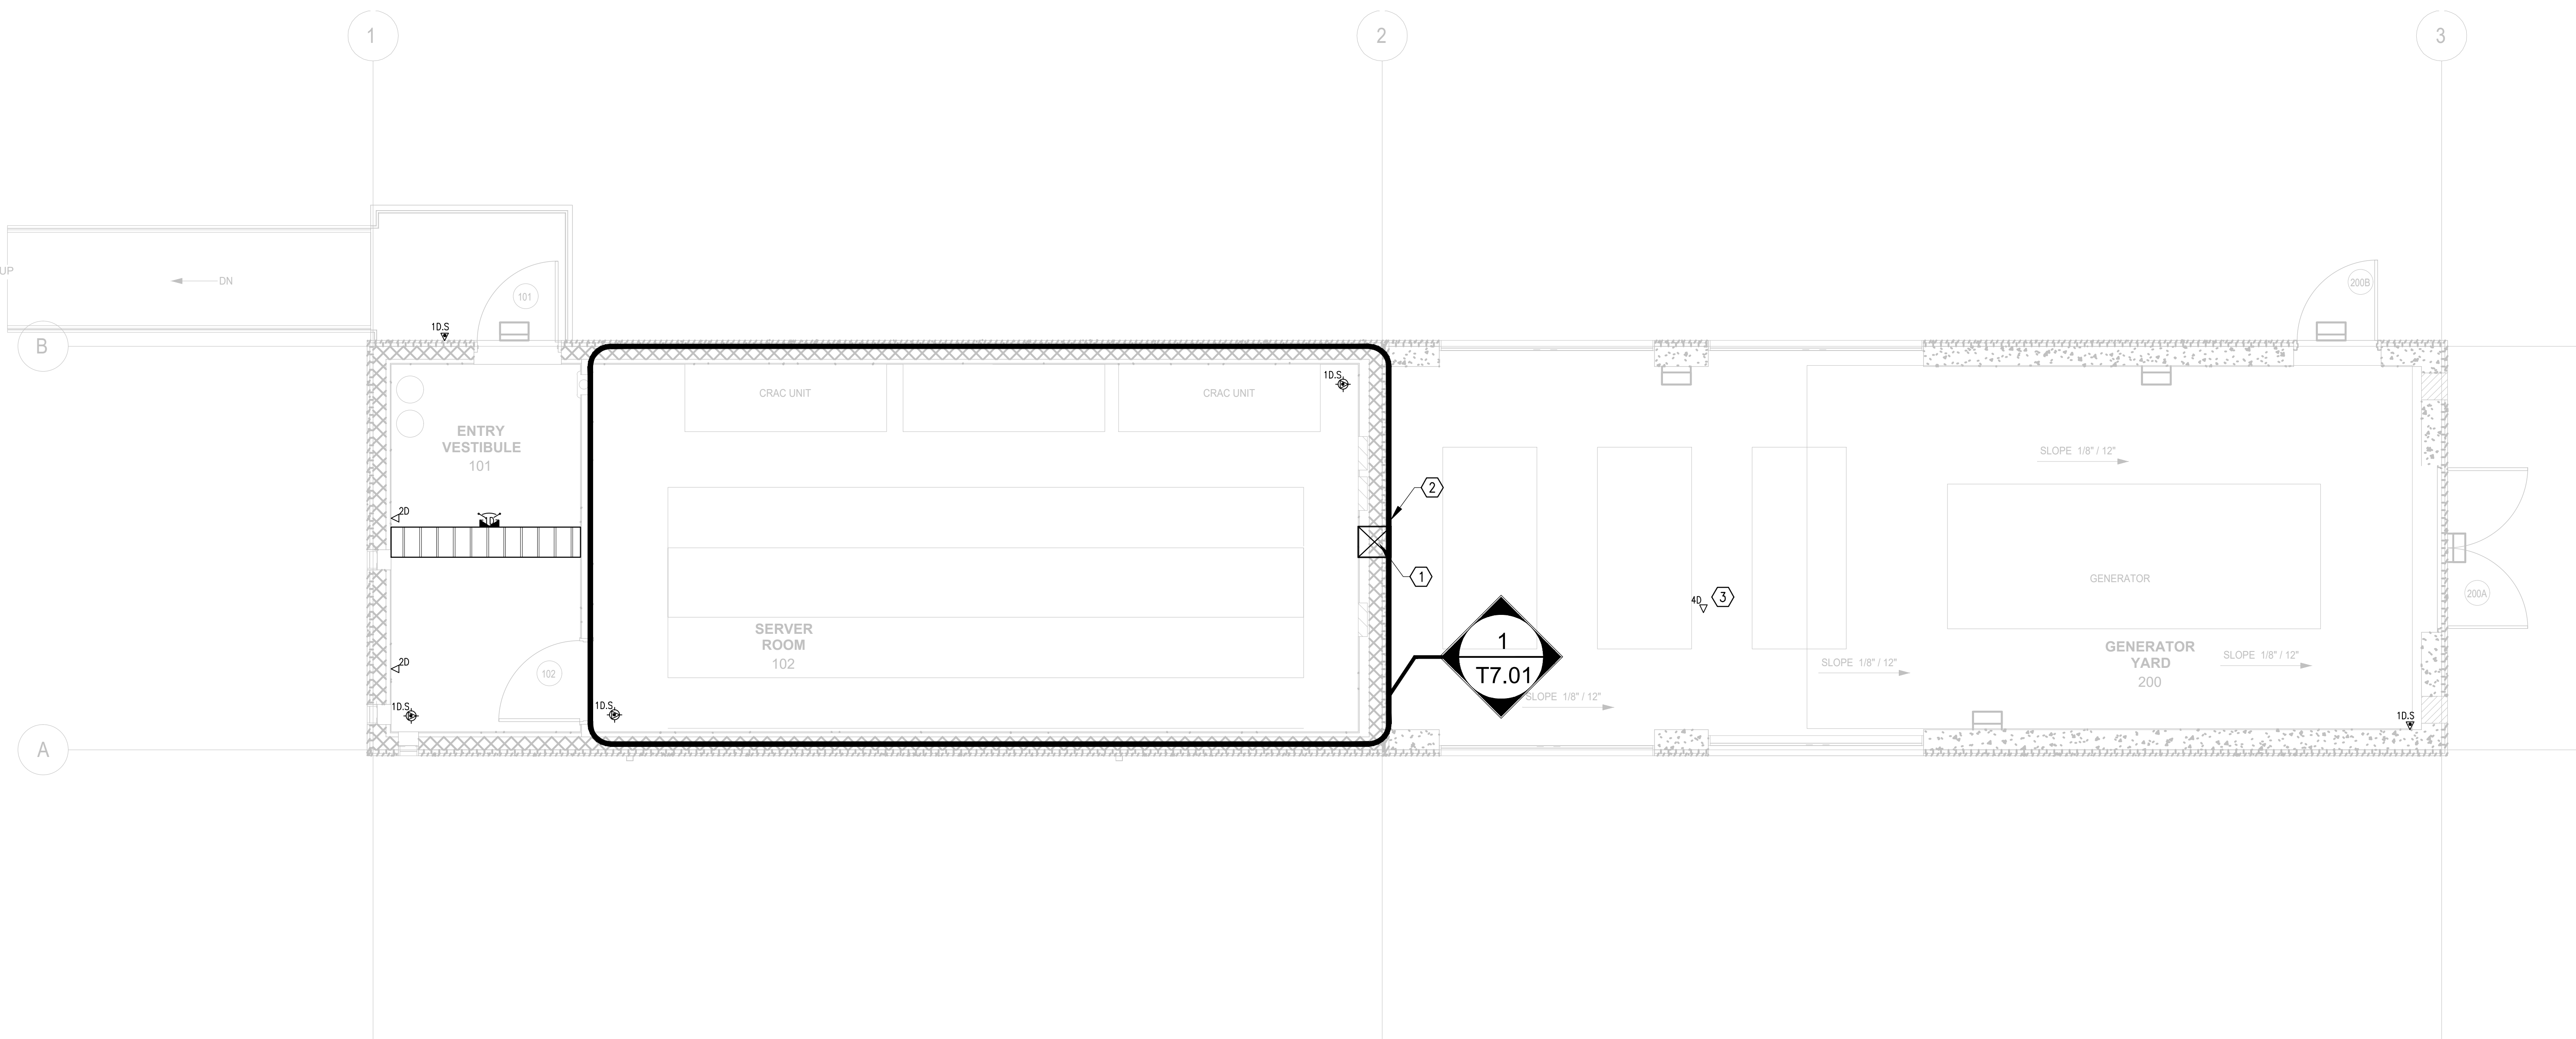 1
2
3
UP
DN
101
200B
1D.S
B
1D.S
CRAC UNIT
CRAC UNIT
ENTRY
VESTIBULE
101
SLOPE 1/8" / 12"
2
2D
1D
1
GENERATOR
200A
4D
3
SERVER
ROOM
102
1
T7.01
GENERATOR
YARD
200
SLOPE 1/8" / 12"
SLOPE 1/8" / 12"
2D
102
SLOPE 1/8" / 12"
1D.S
1D.S
1D.S
A